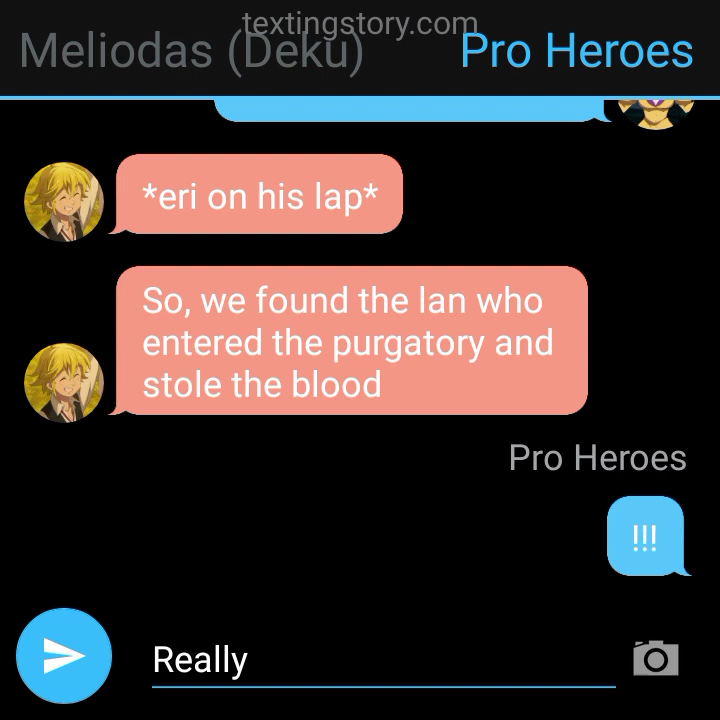 textingstory.com
Meliodas (Deku)
Pro Heroes
*eri on his lap*
So, we found the lan who
entered the purgatory and
stole the blood
Pro Heroes
!!!
Really